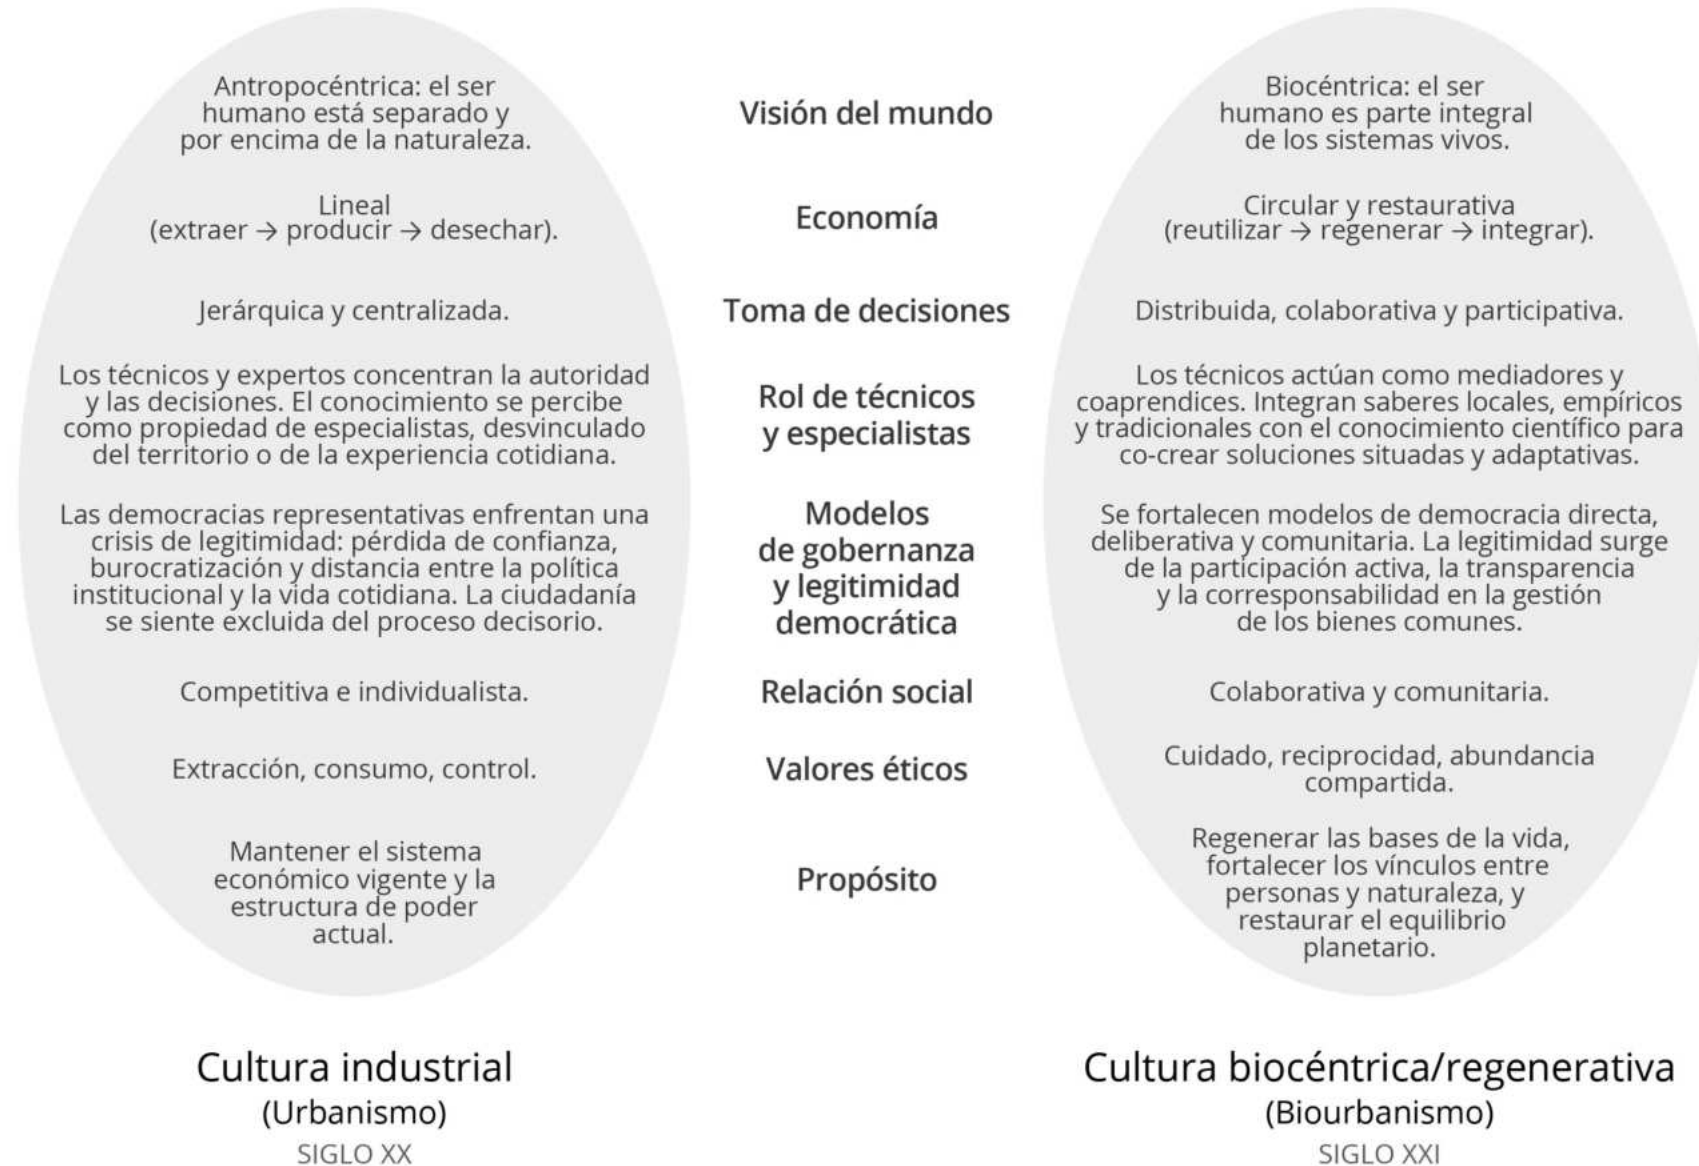 Antropocéntrica: el ser
humano está separado y
por encima de la naturaleza.
Visión del mundo
Biocéntrica: el ser
humano es parte integral
de los sistemas vivos.
Lineal
(extraer → producir → desechar).
Economía
Circular y restaurativa
(reutilizar → regenerar → integrar).
Jerárquica y centralizada.
Toma de decisiones
Distribuida, colaborativa y participativa.
Los técnicos y expertos concentran la autoridad
y las decisiones. El conocimiento se percibe
como propiedad de especialistas, desvinculado
del territorio o de la experiencia cotidiana.
Rol de técnicos
y especialistas
Los técnicos actúan como mediadores y
coaprendices. Integran saberes locales, empíricos
y tradicionales con el conocimiento científico para
co-crear soluciones situadas y adaptativas.
Las democracias representativas enfrentan una
crisis de legitimidad: pérdida de confianza,
burocratización y distancia entre la política
institucional y la vida cotidiana. La ciudadanía
se siente excluida del proceso decisorio.
Modelos
de gobernanza
y legitimidad
democrática
Se fortalecen modelos de democracia directa,
deliberativa y comunitaria. La legitimidad surge
de la participación activa, la transparencia
y la corresponsabilidad en la gestión
de los bienes comunes.
Competitiva e individualista.
Relación social
Colaborativa y comunitaria.
Extracción, consumo, control.
Valores éticos
Cuidado, reciprocidad, abundancia
compartida.
Mantener el sistema
económico vigente y la
estructura de poder
actual.
Propósito
Regenerar las bases de la vida,
fortalecer los vínculos entre
personas y naturaleza, y
restaurar el equilibrio
planetario.
Cultura industrial
(Urbanismo)
SIGLO XX
Cultura biocéntrica/regenerativa
(Biourbanismo)
SIGLO XXI